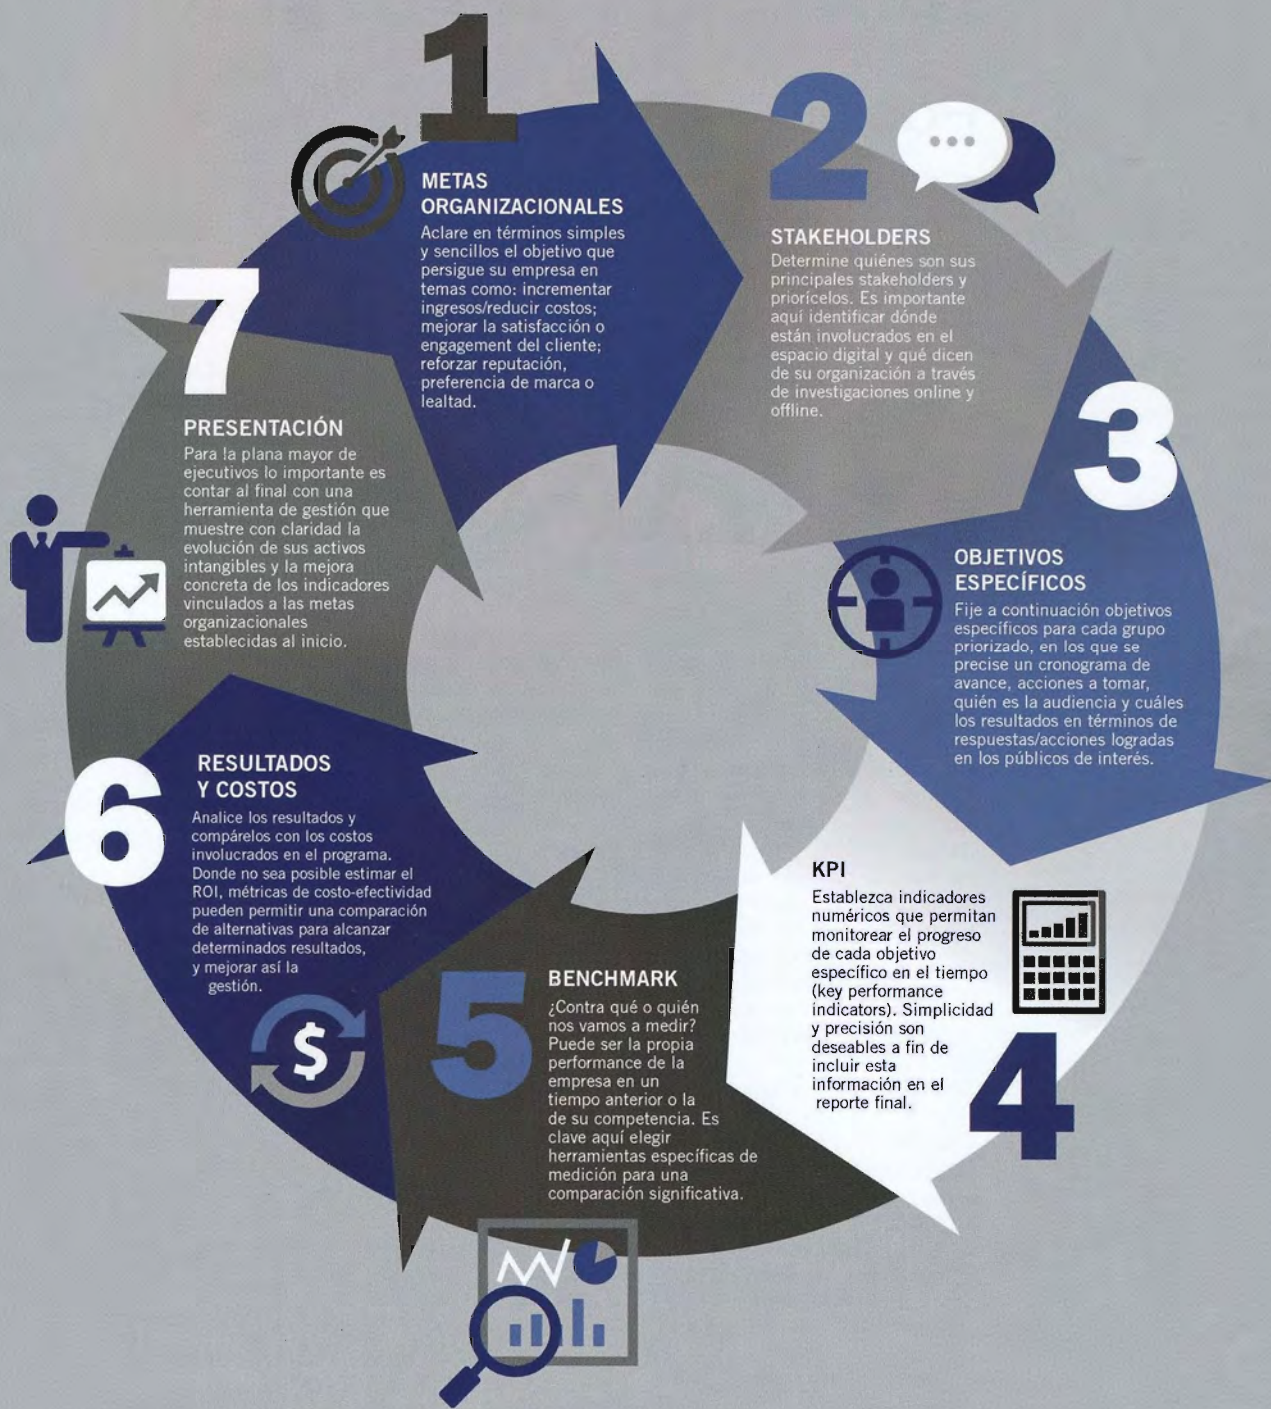 1
METAS
ORGANIZACIONALES
Aclare en términos simples
y sencillos el objetivo que
persigue su empresa en
temas como: incrementar
ingresos/reducir costos;
mejorar la satisfacción o
engagement del cliente;
reforzar reputación,
preferencia de marca o
lealtad.
2
STAKEHOLDERS
Determine quiénes son sus
principales stakeholders y
priorícelos. Es importante
aquí identificar dónde
están involucrados en el
espacio digital y qué dicen
de su organización a través
de investigaciones online y
offline.
3
OBJETIVOS
ESPECÍFICOS
Fije a continuación objetivos
específicos para cada grupo
priorizado, en los que se
precise un cronograma de
avance, acciones a tomar,
quién es la audiencia y cuáles
los resultados en términos de
respuestas/acciones logradas
en los públicos de interés.
4
KPI
Establezca indicadores
numéricos que permitan
monitorear el progreso
de cada objetivo
específico en el tiempo
(key performance
indicators). Simplicidad
y precisión son
deseables a fin de
incluir esta
información en el
reporte final.
5
BENCHMARK
¿Contra qué o quién
nos vamos a medir?
Puede ser la propia
performance de la
empresa en un
tiempo anterior o la
de su competencia. Es
clave aquí elegir
herramientas específicas de
medición para una
comparación significativa.
6
RESULTADOS
Y COSTOS
Analice los resultados y
compárelos con los costos
involucrados en el programa.
Donde no sea posible estimar el
ROI, métricas de costo-efectividad
pueden permitir una comparación
de alternativas para alcanzar
determinados resultados,
y mejorar así la
gestión.
$
7
PRESENTACIÓN
Para la plana mayor de
ejecutivos lo importante es
contar al final con una
herramienta de gestión que
muestre con claridad la
evolución de sus activos
intangibles y la mejora
concreta de los indicadores
vinculados a las metas
organizacionales
establecidas al inicio.